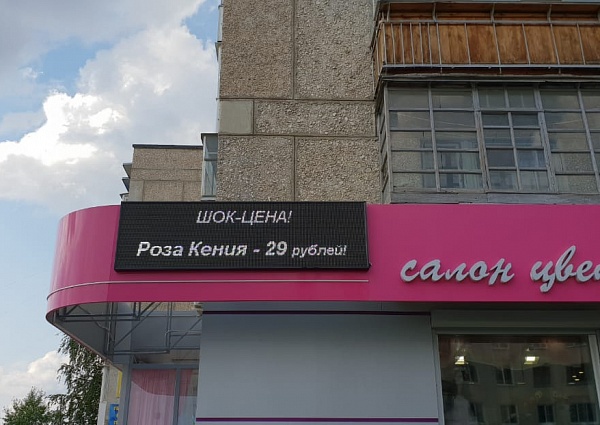 ШОК-ЦЕНА!
Роза Кения - 29 рублей!
салон цве